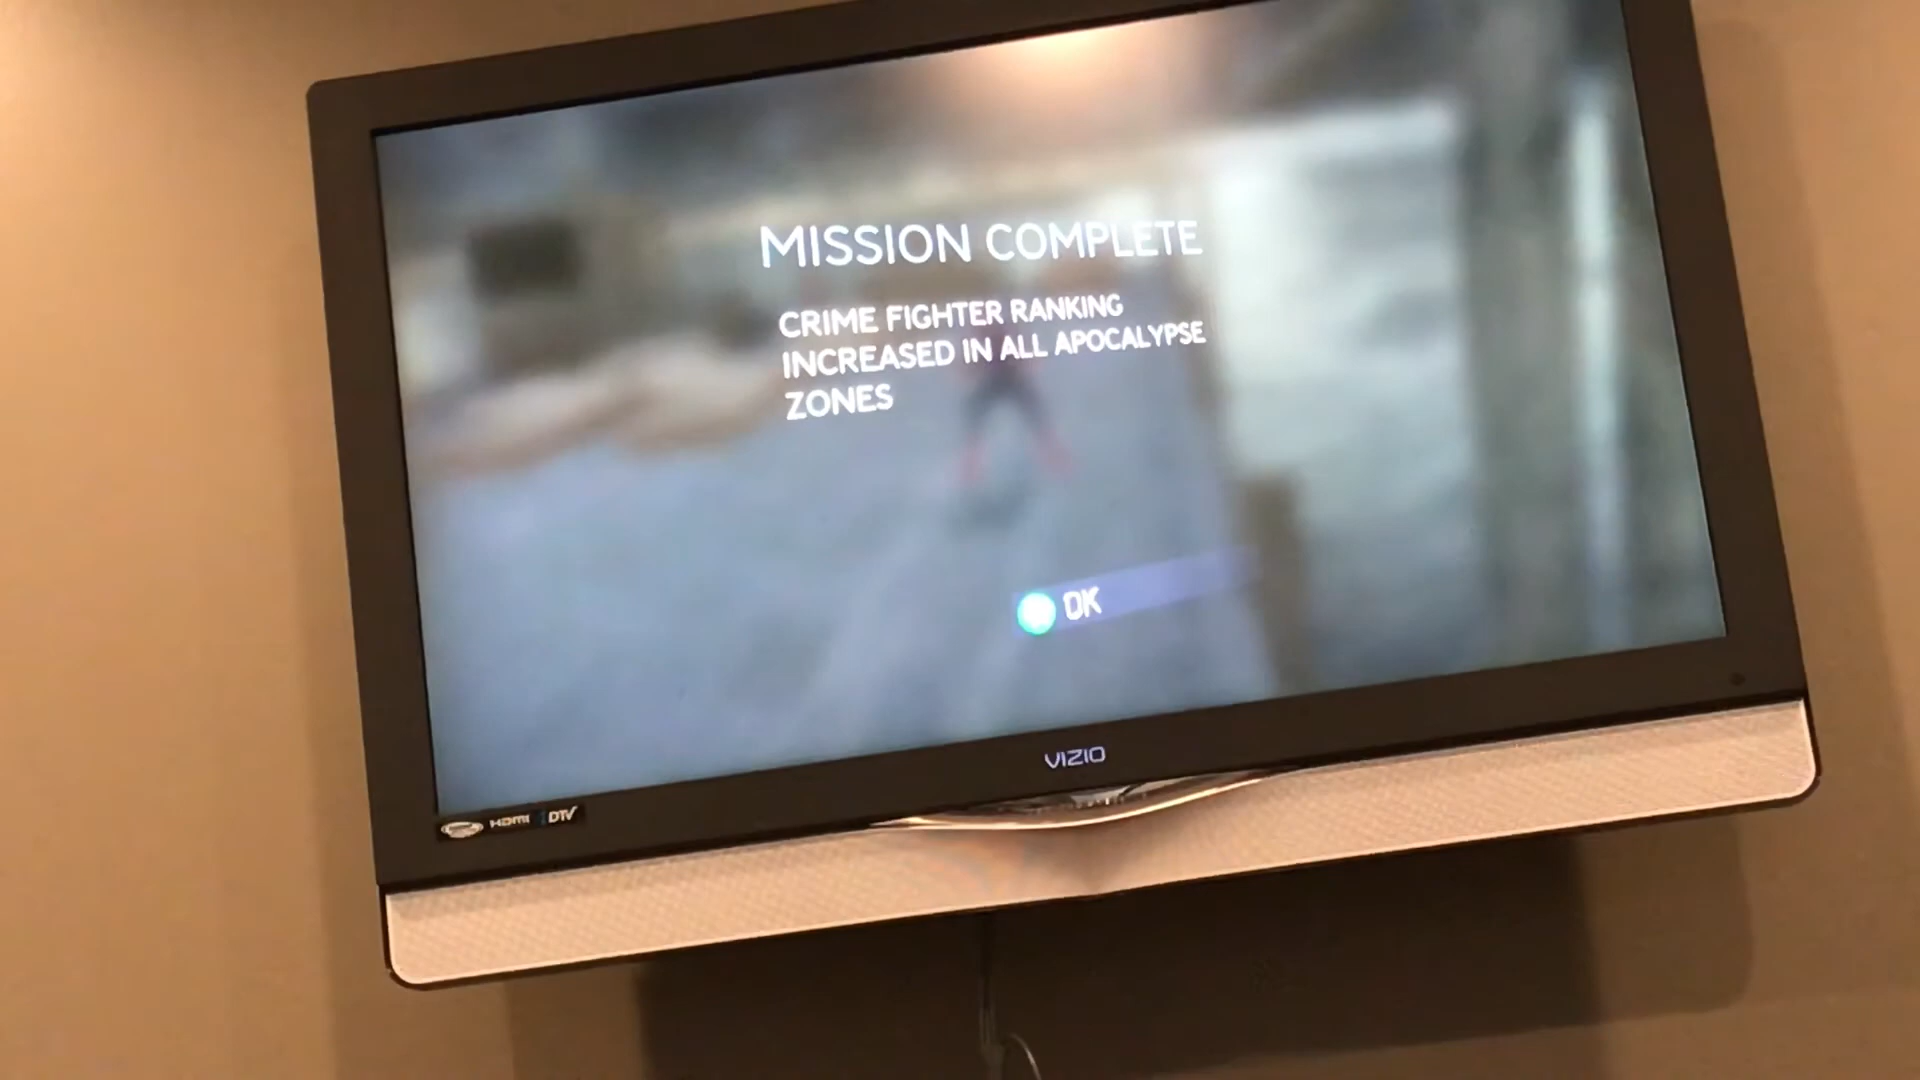 MISSION COMPLETE
CRIME FIGHTER RANKING
INCREASED IN ALL APOCALYPSE
ZONES
OK
VIZIO
HDMI DTV